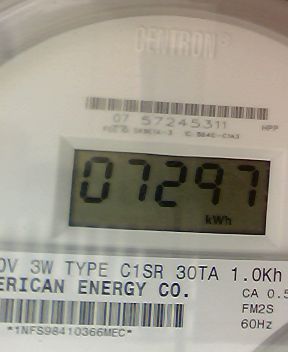 CENTRON®
07 57245311
HPP
07297
kWh
0V 3W TYPE C1SR 30TA 1.0Kh
ERICAN ENERGY CO.
CA 0.5
FM2S
60Hz
*1NFS98410366MEC*